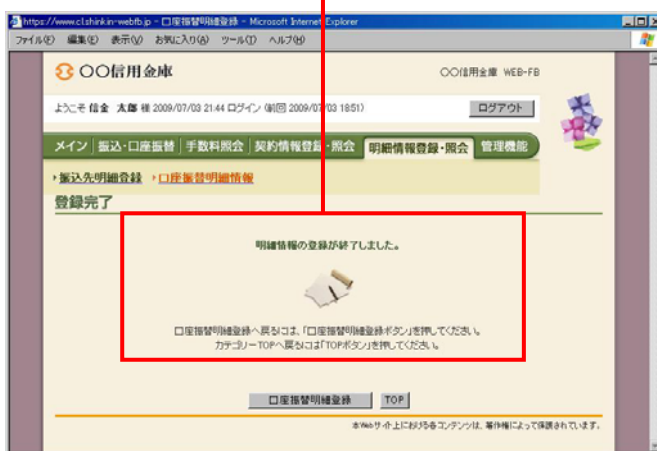 https://www.clshinkin-webfb.jp - 口座振替明細登録 - Microsoft Internet Explorer
ファイル(F) 編集(E) 表示(V) お気に入り(A) ツール(T) ヘルプ(H)
〇〇信用金庫
〇〇信用金庫 WEB-FB
ようこそ 信金 太郎 様 2009/07/03 21:44 ログイン (前回 2009/07/03 18:51)
ログアウト
メイン 振込・口座振替 手数料照会 契約情報登録・照会 明細情報登録・照会 管理機能
振込先明細登録 口座振替明細情報
登録完了
明細情報の登録が終了しました。
口座振替明細登録へ戻るには、「口座振替明細登録ボタン」を押してください。
カテゴリーTOPへ戻るには「TOPボタン」を押してください。
口座振替明細登録 TOP
本Webサイト上における各コンテンツは、著作権によって保護されています。